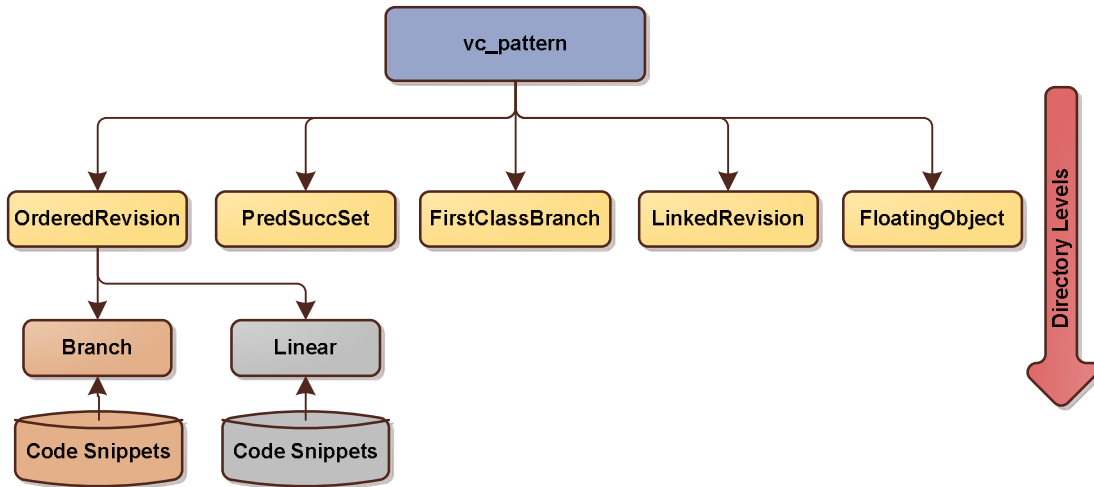 vc_pattern
OrderedRevision
PredSuccSet
FirstClassBranch
LinkedRevision
FloatingObject
Directory Levels
Branch
Linear
Code Snippets
Code Snippets